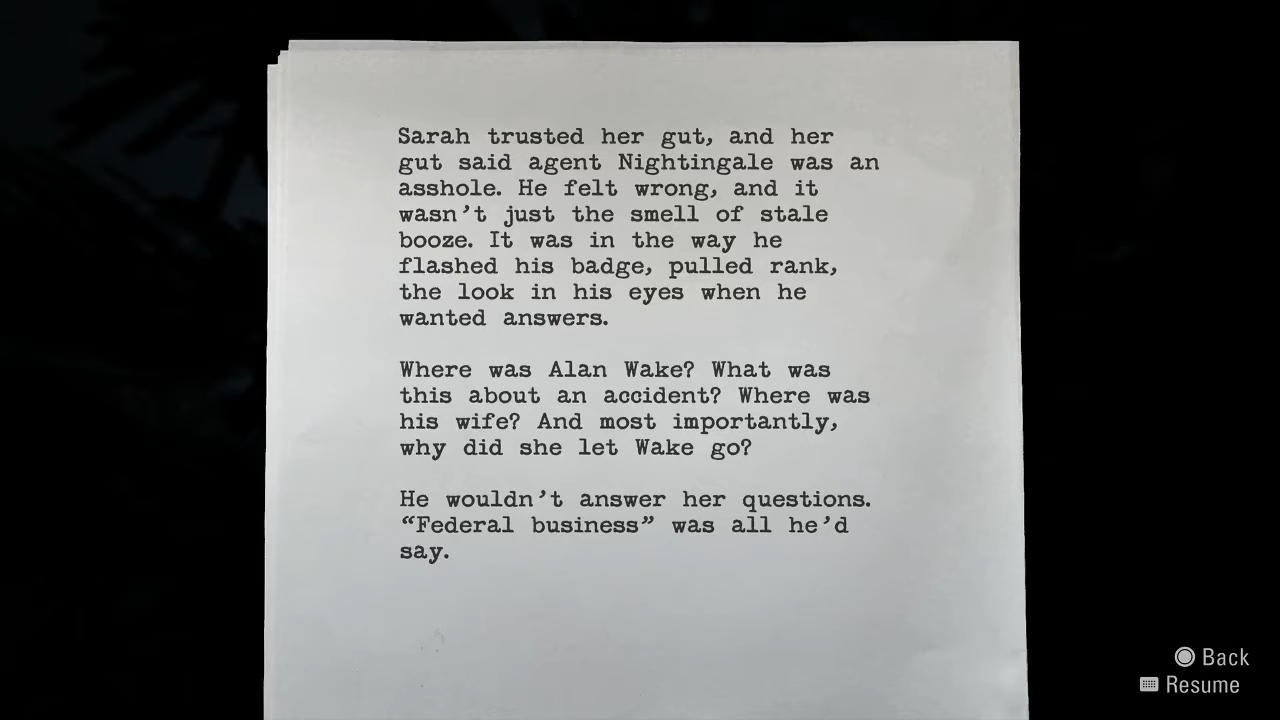 Sarah trusted her gut, and her
gut said agent Nightingale was an
asshole. He felt wrong, and it
wasn’t just the smell of stale
booze. It was in the way he
flashed his badge, pulled rank,
the look in his eyes when he
wanted answers.
Where was Alan Wake? What was
this about an accident? Where was
his wife? And most importantly,
why did she let Wake go?
He wouldn’t answer her questions.
“Federal business” was all he’d
say.
Back
Resume